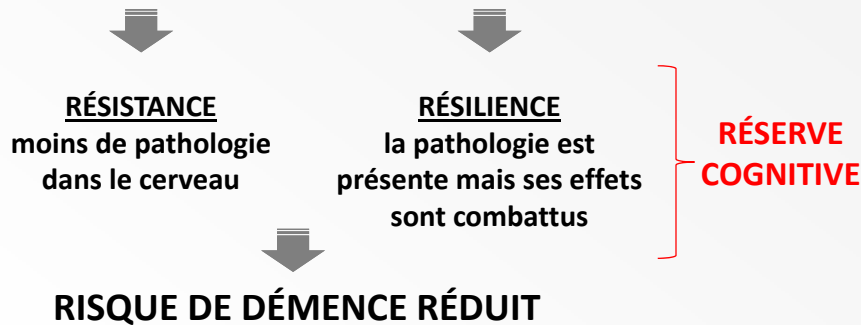 RÉSISTANCE
moins de pathologie
dans le cerveau
RÉSILIENCE
la pathologie est
présente mais ses effets
sont combattus
RÉSERVE
COGNITIVE
RISQUE DE DÉMENCE RÉDUIT